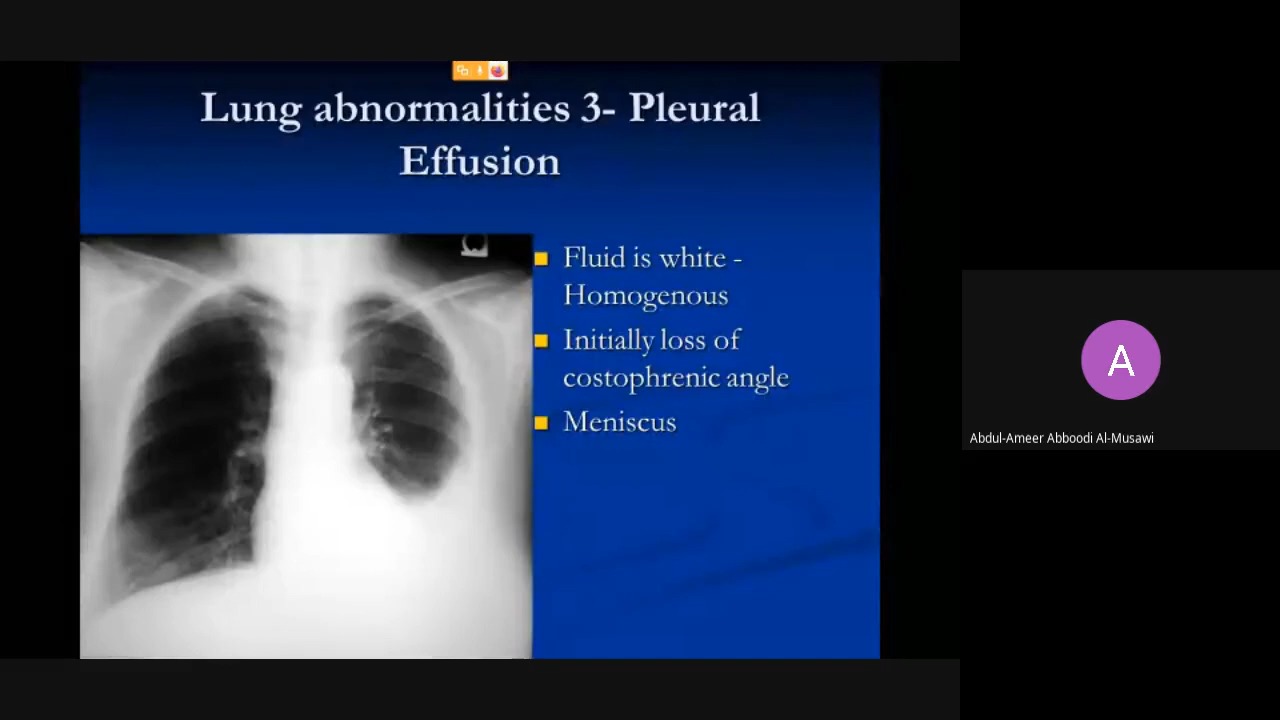 Lung abnormalities 3- Pleural
Effusion
Fluid is white -
Homogenous
Initially loss of
costophrenic angle
Meniscus
A
Abdul-Ameer Abboodi Al-Musawi